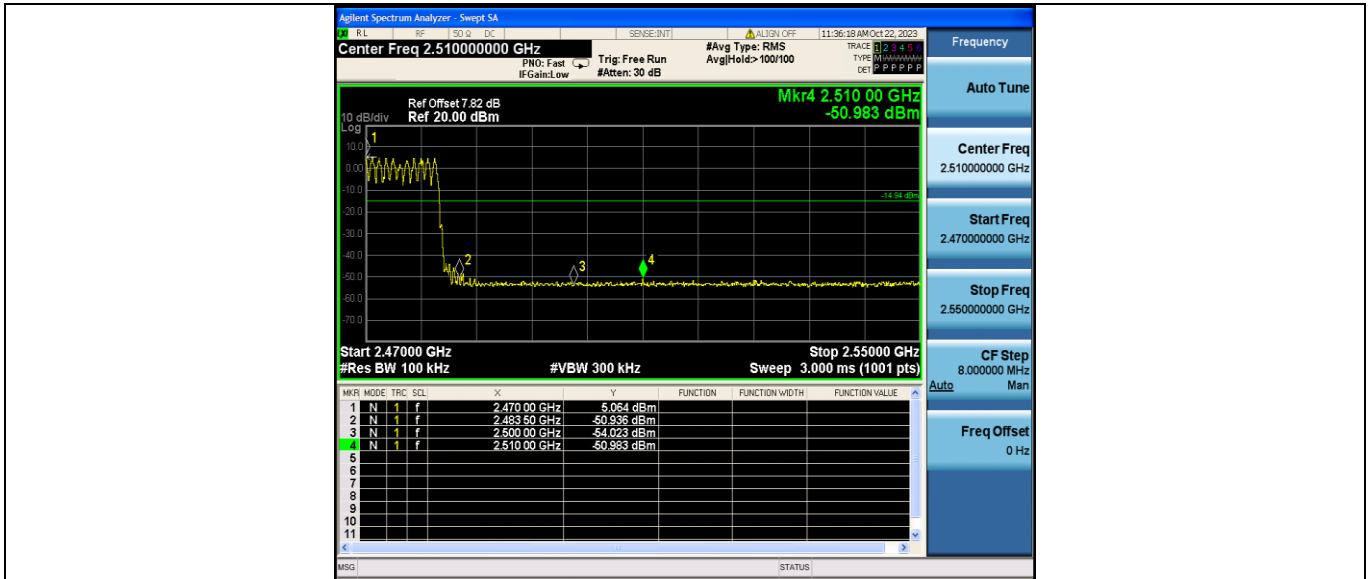 Agilent Spectrum Analyzer - Swept SA
LXI RL RF 50 Ω DC SENSE:INT ALIGN OFF 11:36:18 AM Oct 22, 2023
Center Freq 2.510000000 GHz
PNO: Fast
IFGain:Low
Trig: Free Run
#Atten: 30 dB
#Avg Type: RMS
Avg|Hold:>100/100
TRACE 1 2 3 4 5 6
TYPE M
DET P P P P P P
Ref Offset 7.82 dB
10 dB/div Ref 20.00 dBm
Log
Mkr4 2.510 00 GHz
-50.983 dBm
1
10.0
0.00
-10.0
-14.94 dBm
-20.0
-30.0
-40.0
2 3 4
-50.0
-60.0
-70.0
Start 2.47000 GHz Stop 2.55000 GHz
#Res BW 100 kHz #VBW 300 kHz Sweep 3.000 ms (1001 pts)
MKR MODE TRC SCL X Y FUNCTION FUNCTION WIDTH FUNCTION VALUE
1 N 1 f 2.470 00 GHz 5.064 dBm
2 N 1 f 2.483 50 GHz -50.936 dBm
3 N 1 f 2.500 00 GHz -54.023 dBm
4 N 1 f 2.510 00 GHz -50.983 dBm
5
6
7
8
9
10
11
MSG STATUS
Frequency
Auto Tune
Center Freq
2.510000000 GHz
Start Freq
2.470000000 GHz
Stop Freq
2.550000000 GHz
CF Step
8.000000 MHz
Auto Man
Freq Offset
0 Hz